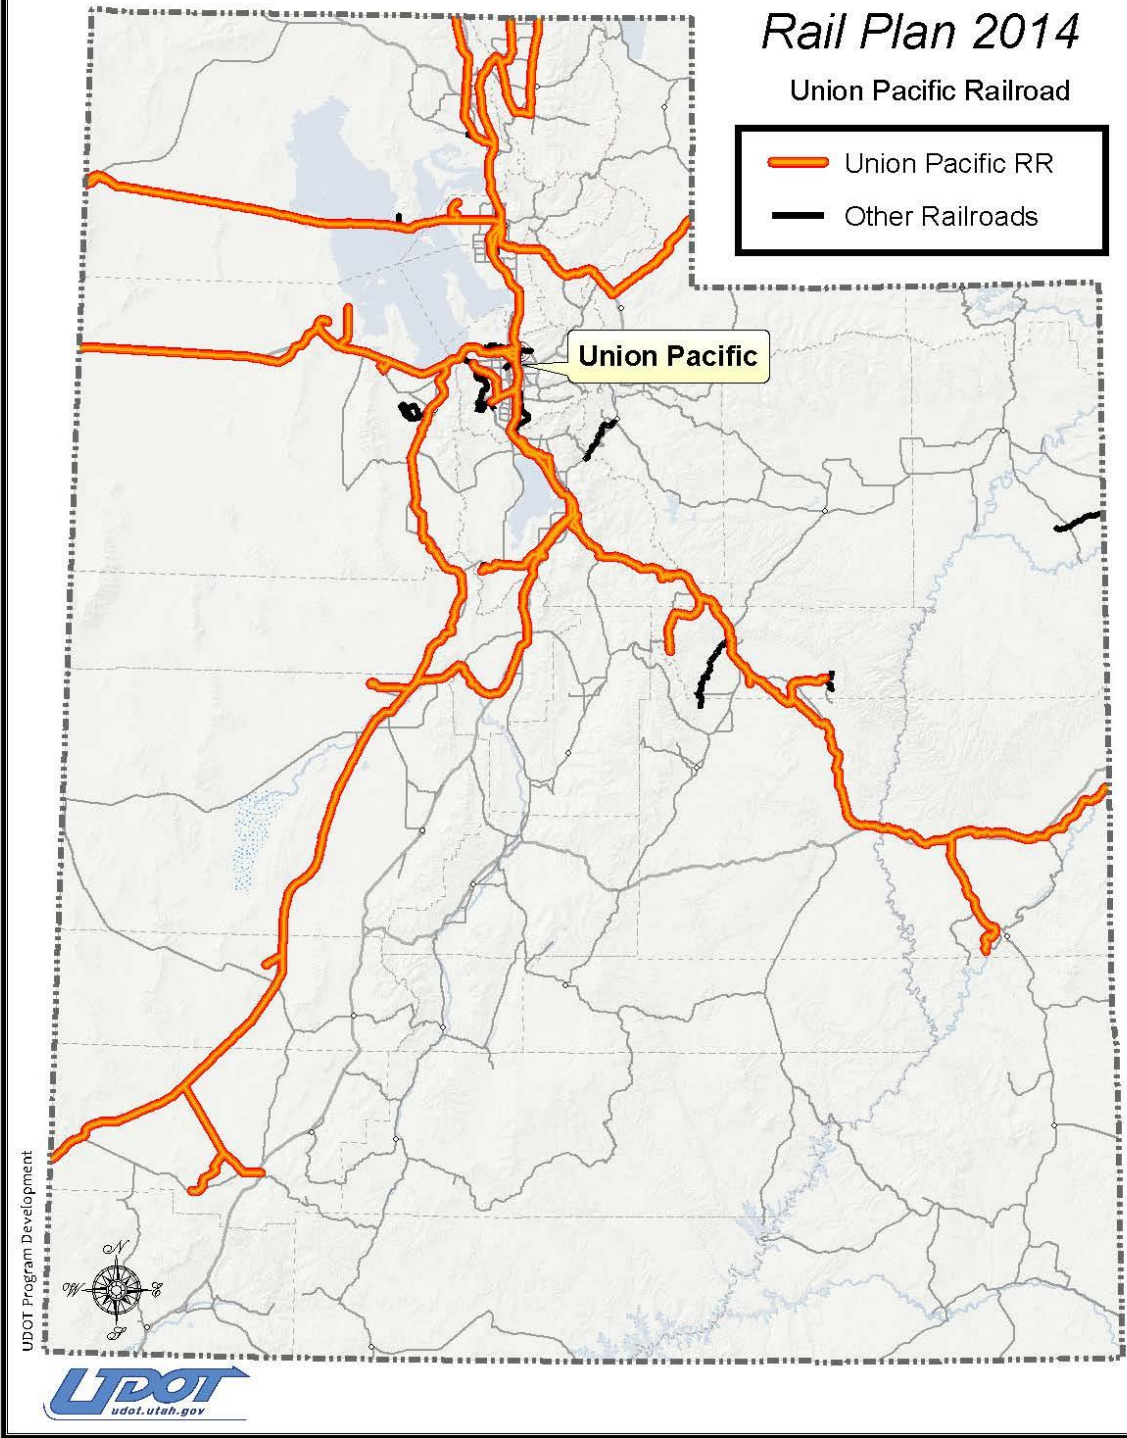 Rail Plan 2014
Union Pacific Railroad
Union Pacific RR
Other Railroads
Union Pacific
UDOT Program Development
N
W
E
S
UDOT
udot.utah.gov